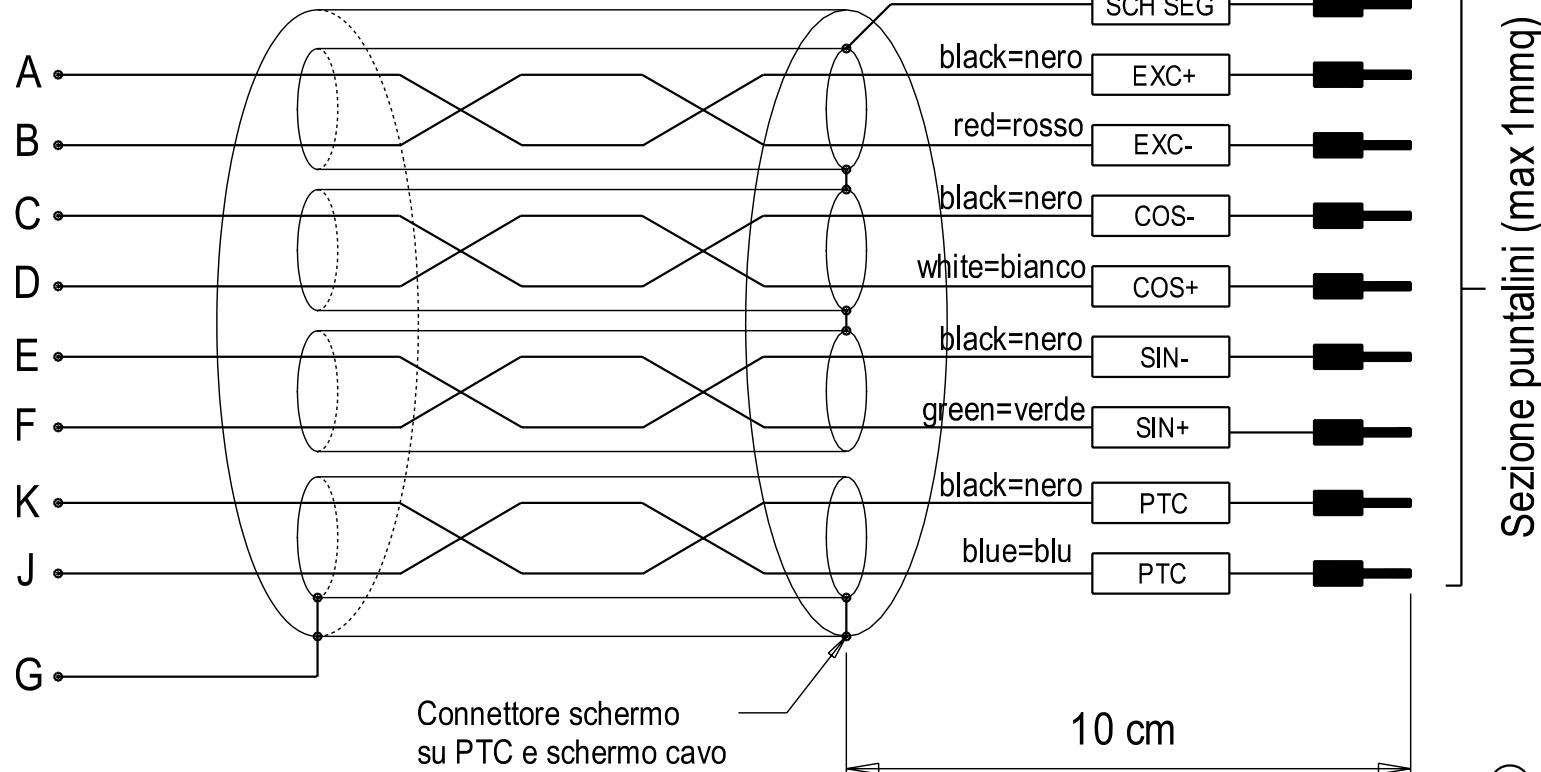 SCH SEG
A
black=nero
EXC+
B
red=rosso
EXC-
C
black=nero
COS-
D
white=bianco
COS+
E
black=nero
SIN-
F
green=verde
SIN+
K
black=nero
PTC
J
blue=blu
PTC
G
Connettore schermo
su PTC e schermo cavo
10 cm
Sezione puntalini (max 1mmq)